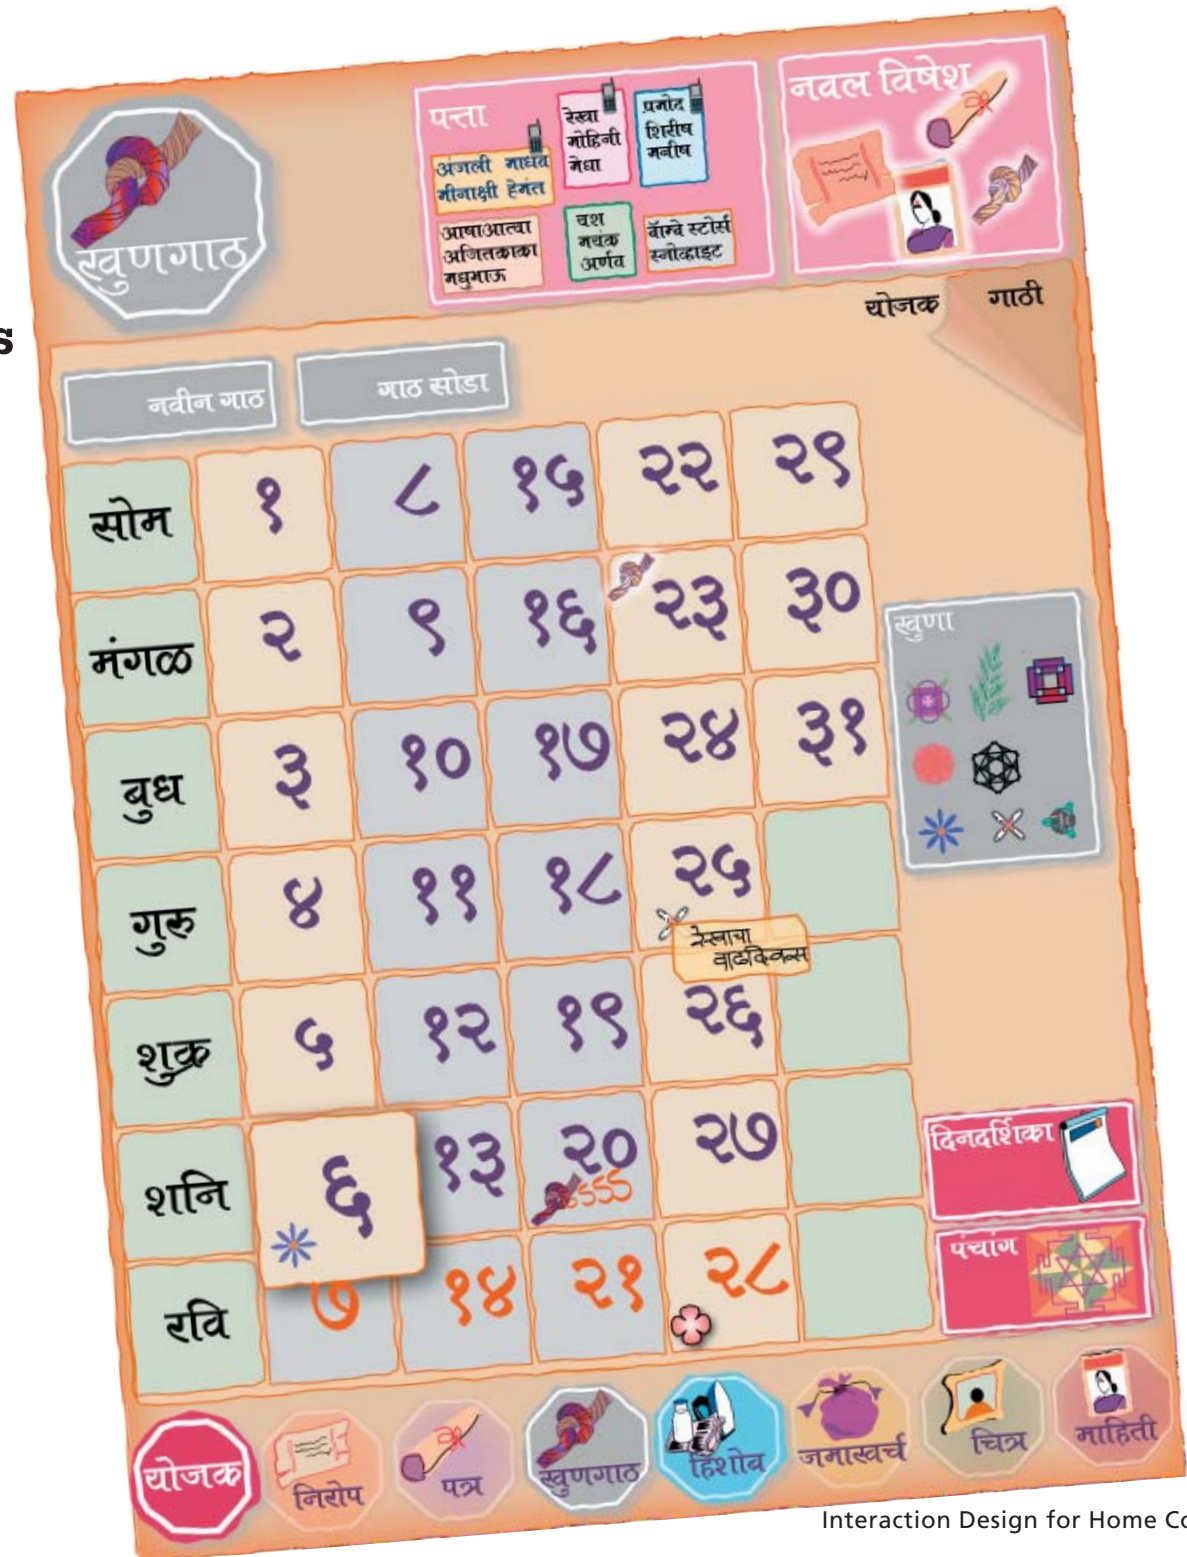 खुणगाठ
पत्ता
अंजली माधव
मीनाक्षी हेमंत
रेखा
मोहिनी
मेधा
प्रमोद
शिरीष
मनीष
आषाआत्या
अजितकाका
मधुभाऊ
यश
मयंक
अर्णव
बॅाम्बे स्टोर्स
स्नोव्हाइट
नवल विषेश
योजक
गाठी
s
नवीन गाठ
गाठ सोडा
सोम १ ८ १५ २२ २९
मंगळ २ ९ १६ २३ ३०
बुध ३ १० १७ २४ ३१
गुरु ४ ११ १८ २५
रेखाचा
वाढदिवस
शुक्र ५ १२ १९ २६
शनि ६ १३ २० २७
रवि ७ १४ २१ २८
खुणा
दिनदर्शिका
पंचांग
योजक
निरोप
पत्र
खुणगाठ
हिशोब
जमाखर्च
चित्र
माहिती
Interaction Design for Home Co